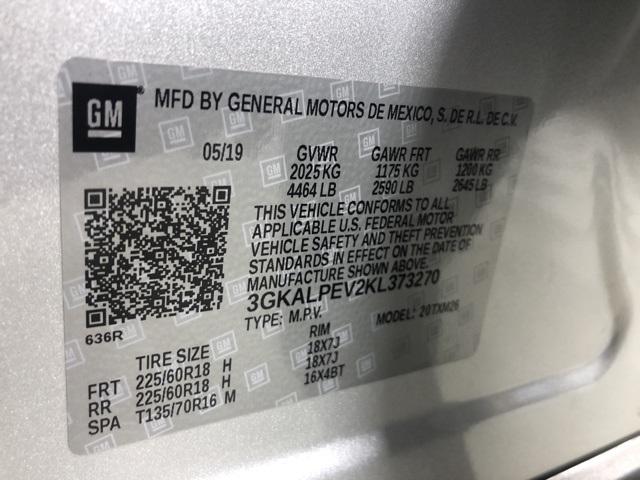 GM
MFD BY GENERAL MOTORS DE MEXICO, S. DE R.L. DE C.V.
05/19 GVWR GAWR FRT GAWR RR
2025 KG 1175 KG 1200 KG
4464 LB 2590 LB 2645 LB
THIS VEHICLE CONFORMS TO ALL
APPLICABLE U.S. FEDERAL MOTOR
VEHICLE SAFETY AND THEFT PREVENTION
STANDARDS IN EFFECT ON THE DATE OF
MANUFACTURE SHOWN ABOVE.
3GKALPEV2KL373270
TYPE: M.P.V. MODEL: 20TXM26
636R
TIRE SIZE RIM
FRT 225/60R18 H 18X7J
RR 225/60R18 H 18X7J
SPA T135/70R16 M 16X4BT